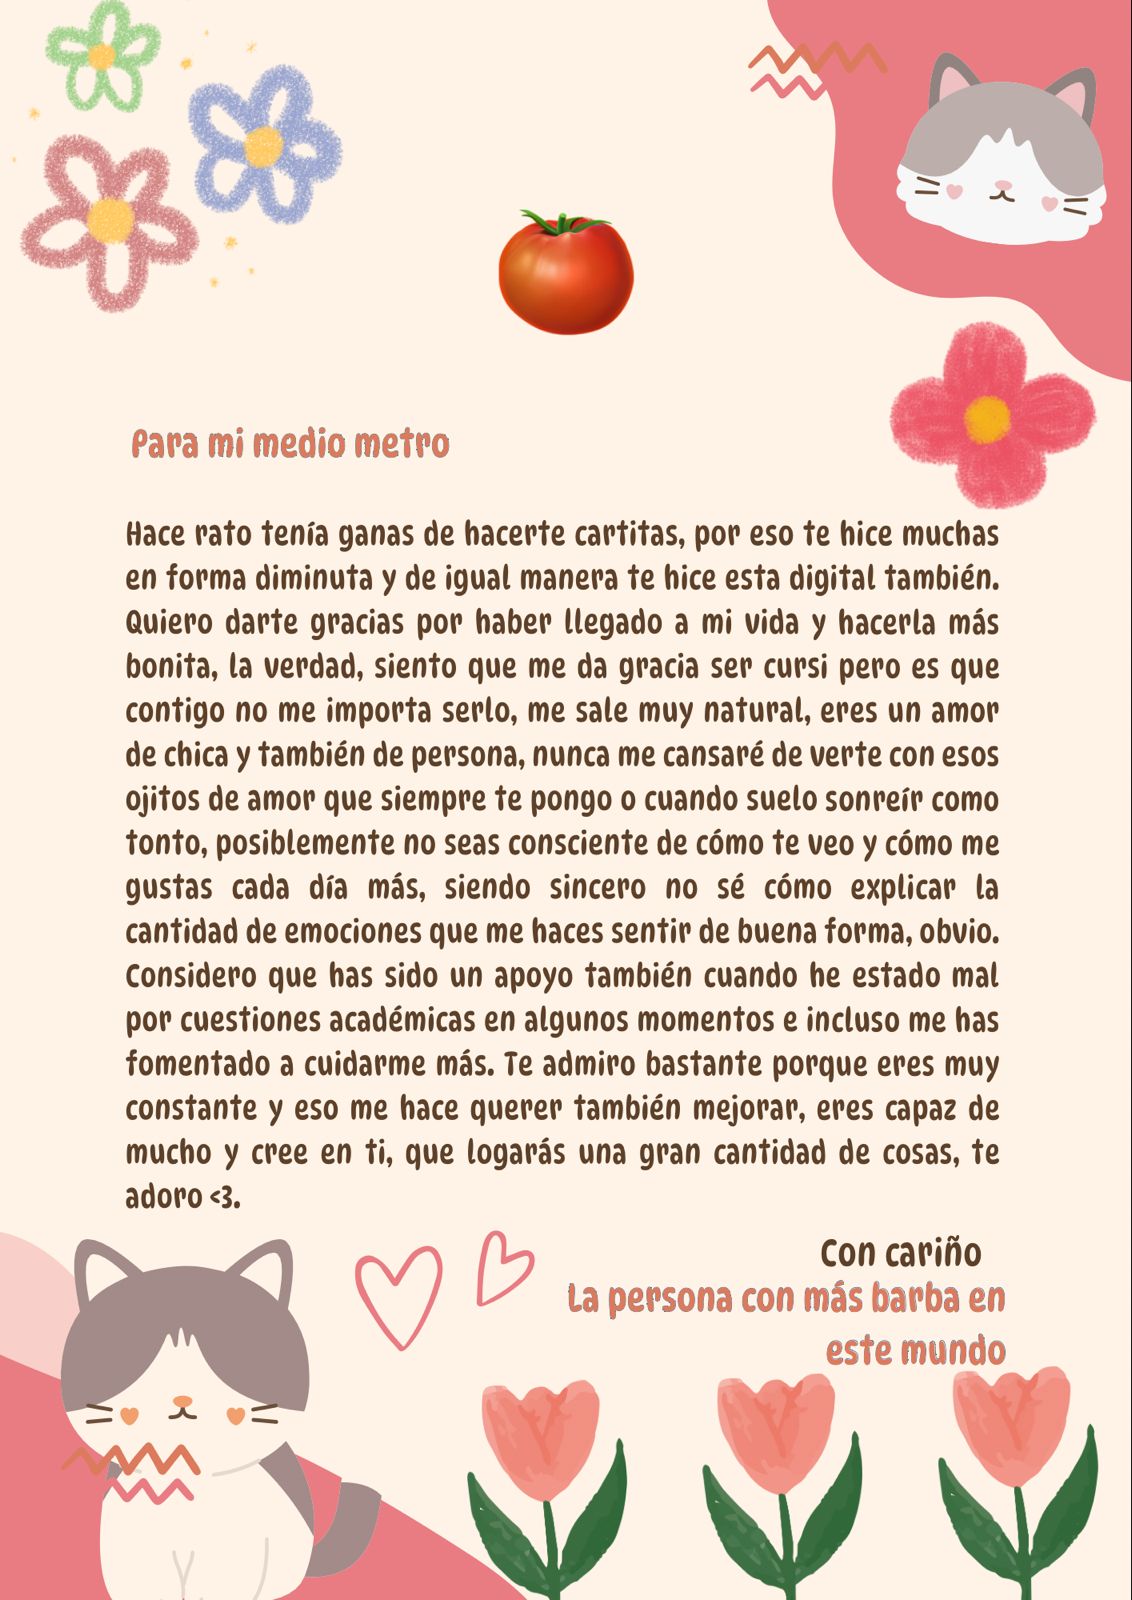 Para mi medio metro
Hace rato tenía ganas de hacerte cartitas, por eso te hice muchas
en forma diminuta y de igual manera te hice esta digital también.
Quiero darte gracias por haber llegado a mi vida y hacerla más
bonita, la verdad, siento que me da gracia ser cursi pero es que
contigo no me importa serlo, me sale muy natural, eres un amor
de chica y también de persona, nunca me cansaré de verte con esos
ojitos de amor que siempre te pongo o cuando suelo sonreír como
tonto, posiblemente no seas consciente de cómo te veo y cómo me
gustas cada día más, siendo sincero no sé cómo explicar la
cantidad de emociones que me haces sentir de buena forma, obvio.
Considero que has sido un apoyo también cuando he estado mal
por cuestiones académicas en algunos momentos e incluso me has
fomentado a cuidarme más. Te admiro bastante porque eres muy
constante y eso me hace querer también mejorar, eres capaz de
mucho y cree en ti, que logarás una gran cantidad de cosas, te
adoro <3.
Con cariño
La persona con más barba en
este mundo